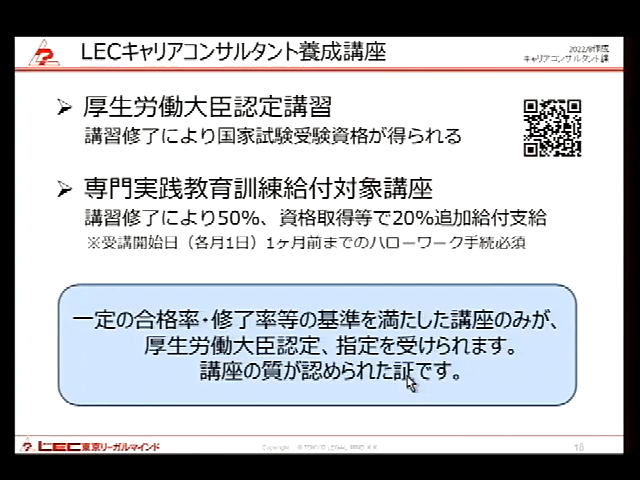 LECキャリアコンサルタント養成講座
2022/8作成
キャリアコンサルタント課
➢ 厚生労働大臣認定講習
講習修了により国家試験受験資格が得られる
➢ 専門実践教育訓練給付対象講座
講習修了により50%、資格取得等で20%追加給付支給
※受講開始日（各月1日）1ヶ月前までのハローワーク手続必須
一定の合格率・修了率等の基準を満たした講座のみが、
厚生労働大臣認定、指定を受けられます。
講座の質が認められた証です。
LEC東京リーガルマインド
18